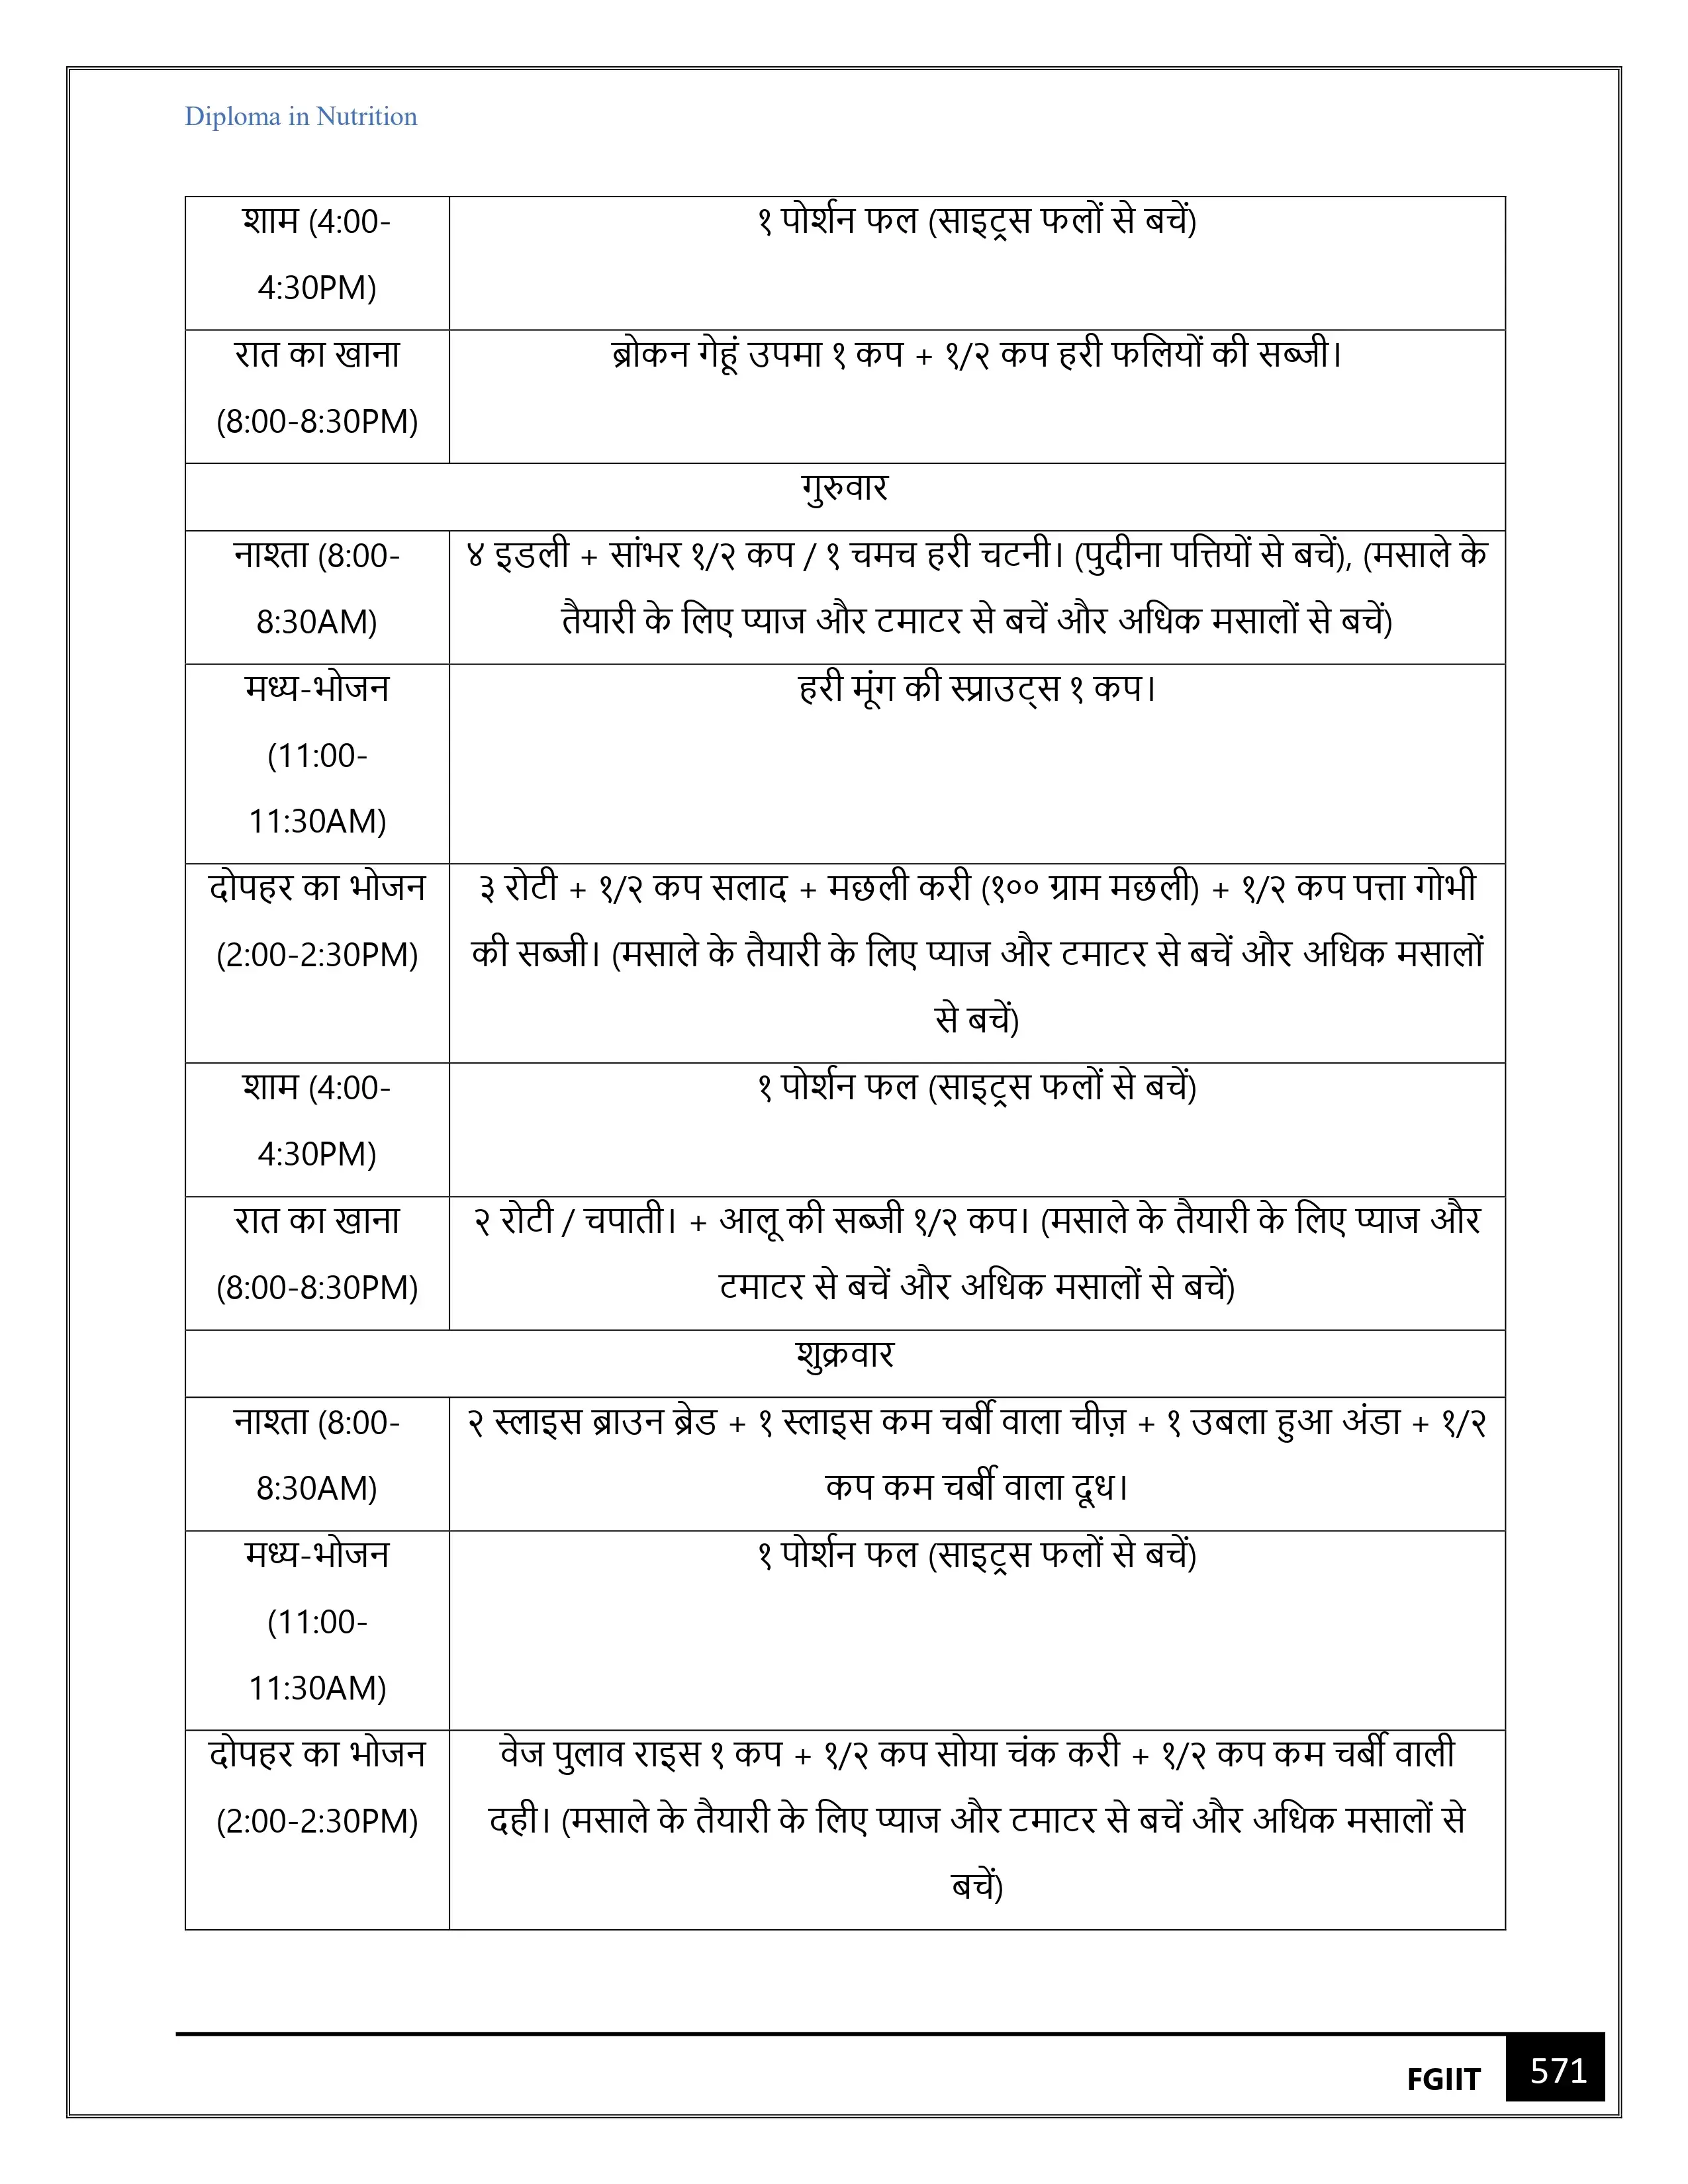 Diploma in Nutrition
शाम (4:00-
4:30PM)
१ पोर्शन फल (साइट्रस फलों से बचें)
रात का खाना
(8:00-8:30PM)
ब्रोकन गेहूं उपमा १ कप + १/२ कप हरी फलियों की सब्जी।
गुरुवार
नाश्ता (8:00-
8:30AM)
४ इडली + सांभर १/२ कप / १ चमच हरी चटनी। (पुदीना पत्तियों से बचें), (मसाले के
तैयारी के लिए प्याज और टमाटर से बचें और अधिक मसालों से बचें)
मध्य-भोजन
(11:00-
11:30AM)
हरी मूंग की स्प्राउट्स १ कप।
दोपहर का भोजन
(2:00-2:30PM)
३ रोटी + १/२ कप सलाद + मछली करी (१०० ग्राम मछली) + १/२ कप पत्ता गोभी
की सब्जी। (मसाले के तैयारी के लिए प्याज और टमाटर से बचें और अधिक मसालों
से बचें)
शाम (4:00-
4:30PM)
१ पोर्शन फल (साइट्रस फलों से बचें)
रात का खाना
(8:00-8:30PM)
२ रोटी / चपाती। + आलू की सब्जी १/२ कप। (मसाले के तैयारी के लिए प्याज और
टमाटर से बचें और अधिक मसालों से बचें)
शुक्रवार
नाश्ता (8:00-
8:30AM)
२ स्लाइस ब्राउन ब्रेड + १ स्लाइस कम चर्बी वाला चीज़ + १ उबला हुआ अंडा + १/२
कप कम चर्बी वाला दूध।
मध्य-भोजन
(11:00-
11:30AM)
१ पोर्शन फल (साइट्रस फलों से बचें)
दोपहर का भोजन
(2:00-2:30PM)
वेज पुलाव राइस १ कप + १/२ कप सोया चंक करी + १/२ कप कम चर्बी वाली
दही। (मसाले के तैयारी के लिए प्याज और टमाटर से बचें और अधिक मसालों से
बचें)
FGIIT 571